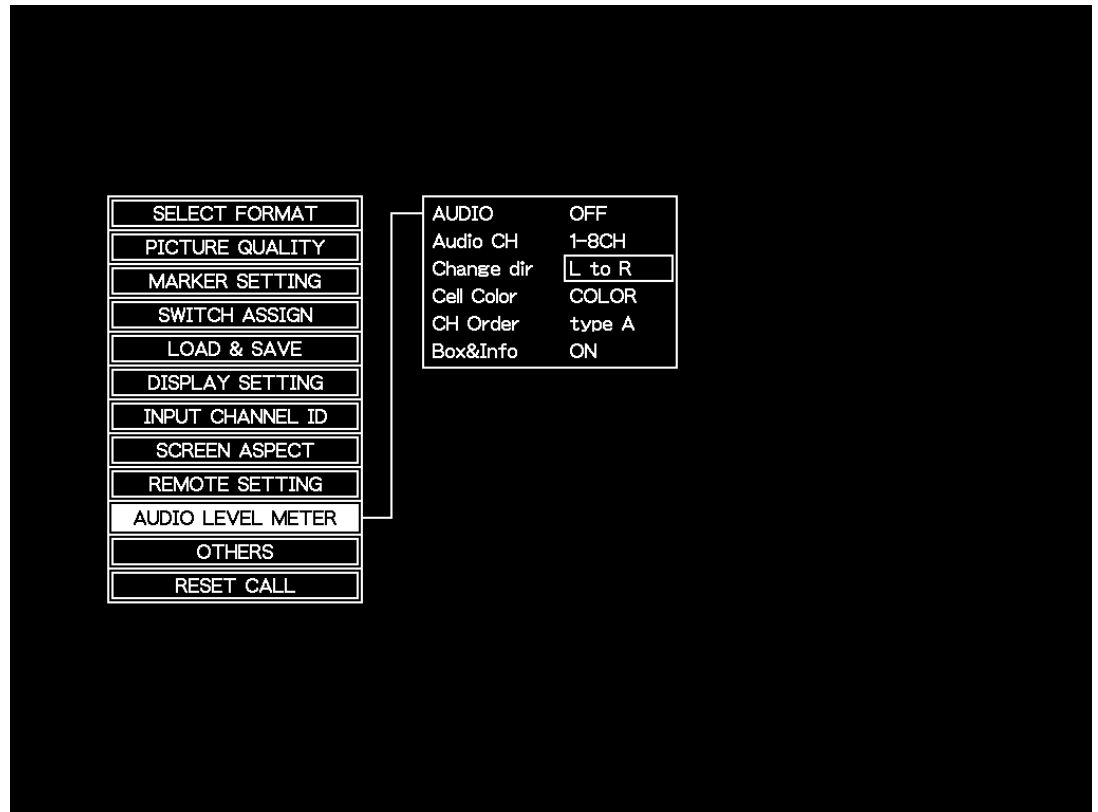 SELECT FORMAT
PICTURE QUALITY
MARKER SETTING
SWITCH ASSIGN
LOAD & SAVE
DISPLAY SETTING
INPUT CHANNEL ID
SCREEN ASPECT
REMOTE SETTING
AUDIO LEVEL METER
OTHERS
RESET CALL
AUDIO OFF
Audio CH 1-8CH
Change dir L to R
Cell Color COLOR
CH Order type A
Box&Info ON